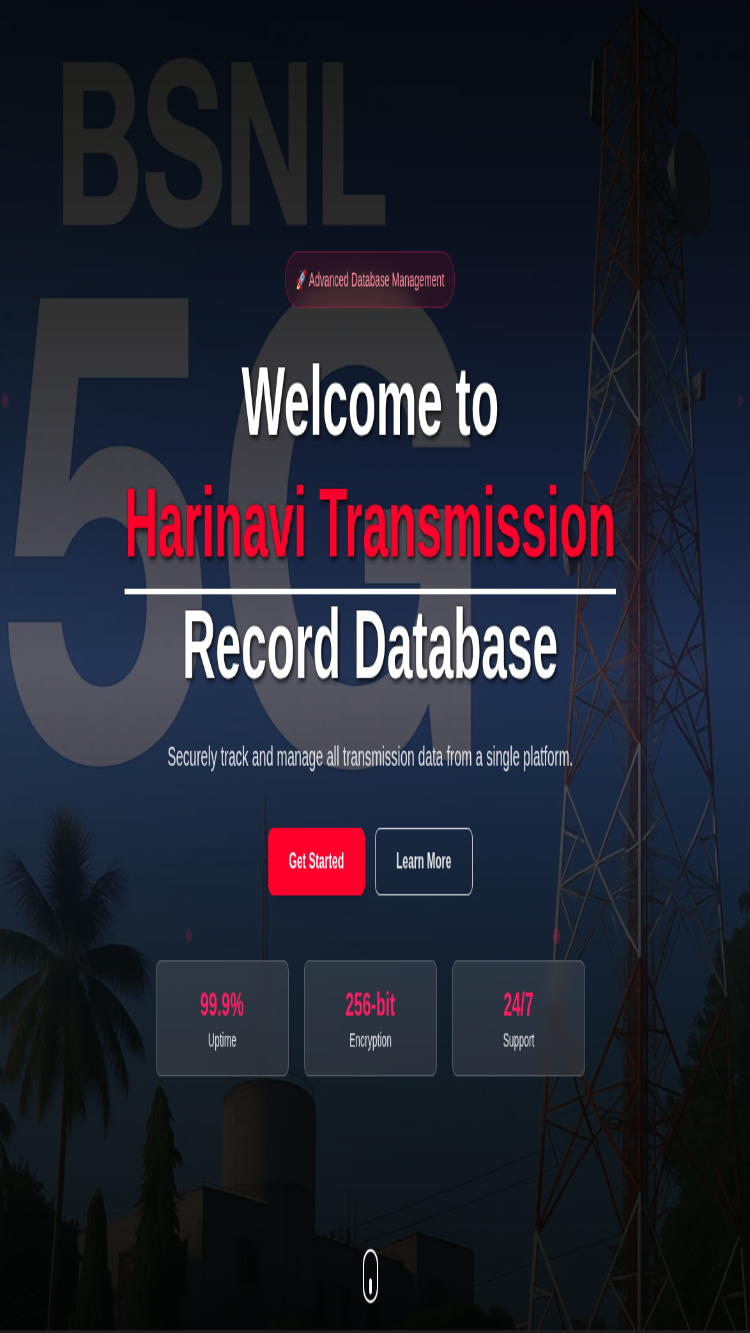 BSNL
5G
🚀 Advanced Database Management
Welcome to
Harinavi Transmission
Record Database
Securely track and manage all transmission data from a single platform.
Get Started
Learn More
99.9%
Uptime
256-bit
Encryption
24/7
Support